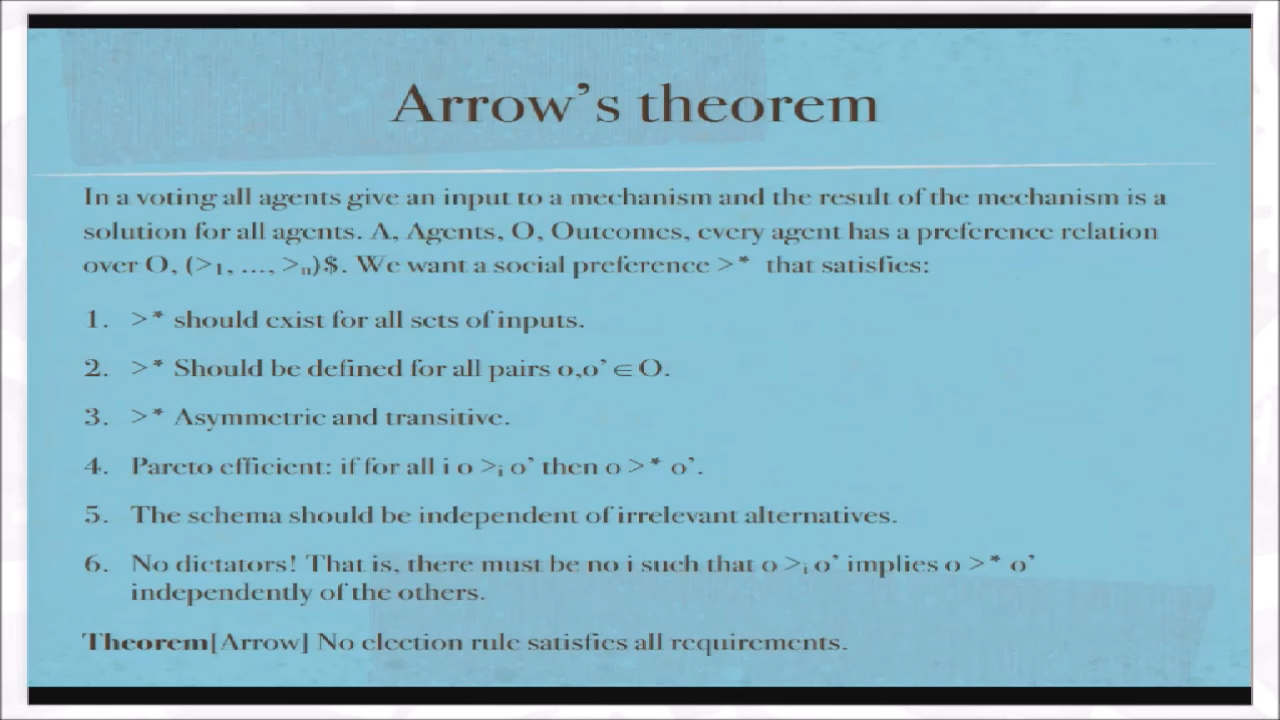 Arrow's theorem
In a voting all agents give an input to a mechanism and the result of the mechanism is a
solution for all agents. A, Agents, O, Outcomes, every agent has a preference relation
over O, (>₁, ..., >ₙ)$. We want a social preference >* that satisfies:
1. >* should exist for all sets of inputs.
2. >* Should be defined for all pairs o,o' ∈ O.
3. >* Asymmetric and transitive.
4. Pareto efficient: if for all i o >ᵢ o' then o >* o'.
5. The schema should be independent of irrelevant alternatives.
6. No dictators! That is, there must be no i such that o >ᵢ o' implies o >* o'
independently of the others.
Theorem[Arrow] No election rule satisfies all requirements.